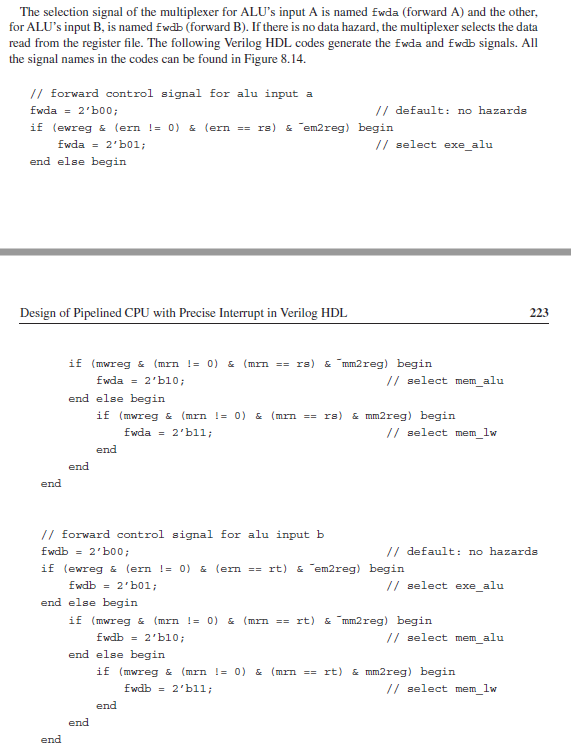 The selection signal of the multiplexer for ALU's input A is named fwda (forward A) and the other,
for ALU's input B, is named fwdb (forward B). If there is no data hazard, the multiplexer selects the data
read from the register file. The following Verilog HDL codes generate the fwda and fwdb signals. All
the signal names in the codes can be found in Figure 8.14.
// forward control signal for alu input a
fwda = 2'b00; // default: no hazards
if (ewreg & (ern != 0) & (ern == rs) & ~em2reg) begin
fwda = 2'b01; // select exe_alu
end else begin
Design of Pipelined CPU with Precise Interrupt in Verilog HDL 223
if (mwreg & (mrn != 0) & (mrn == rs) & ~mm2reg) begin
fwda = 2'b10; // select mem_alu
end else begin
if (mwreg & (mrn != 0) & (mrn == rs) & mm2reg) begin
fwda = 2'b11; // select mem_lw
end
end
end
// forward control signal for alu input b
fwdb = 2'b00; // default: no hazards
if (ewreg & (ern != 0) & (ern == rt) & ~em2reg) begin
fwdb = 2'b01; // select exe_alu
end else begin
if (mwreg & (mrn != 0) & (mrn == rt) & ~mm2reg) begin
fwdb = 2'b10; // select mem_alu
end else begin
if (mwreg & (mrn != 0) & (mrn == rt) & mm2reg) begin
fwdb = 2'b11; // select mem_lw
end
end
end